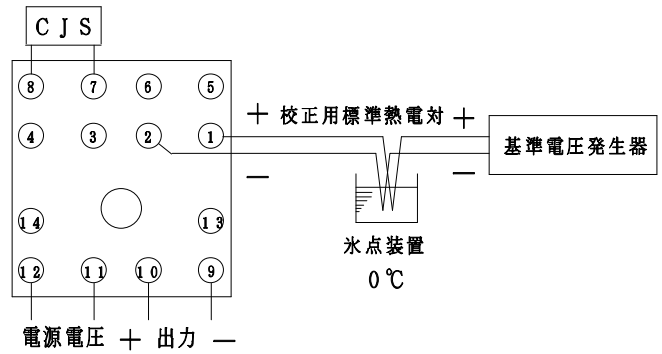 CJS
8 7 6 5
4 3 2 1
+ 校正用標準熱電対 +
基準電圧発生器
− −
14 13
氷点装置
12 11 10 9
0℃
電源電圧 + 出力 −